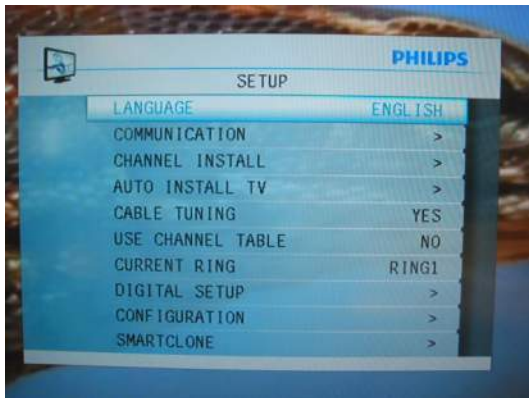 PHILIPS
SETUP
LANGUAGE ENGLISH
COMMUNICATION >
CHANNEL INSTALL >
AUTO INSTALL TV >
CABLE TUNING YES
USE CHANNEL TABLE NO
CURRENT RING RING1
DIGITAL SETUP >
CONFIGURATION >
SMARTCLONE >